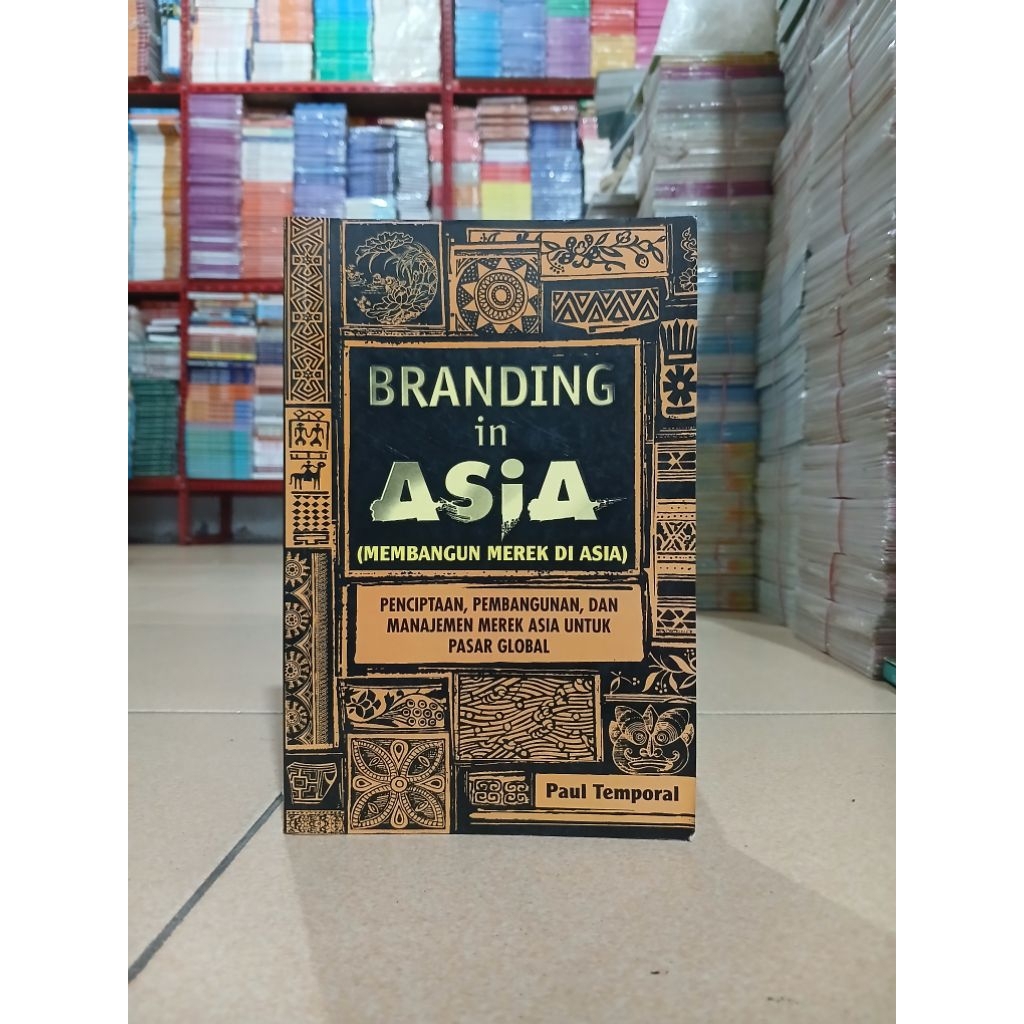 BRANDING
in
ASiA
(MEMBANGUN MEREK DI ASIA)
PENCIPTAAN, PEMBANGUNAN, DAN
MANAJEMEN MEREK ASIA UNTUK
PASAR GLOBAL
Paul Temporal